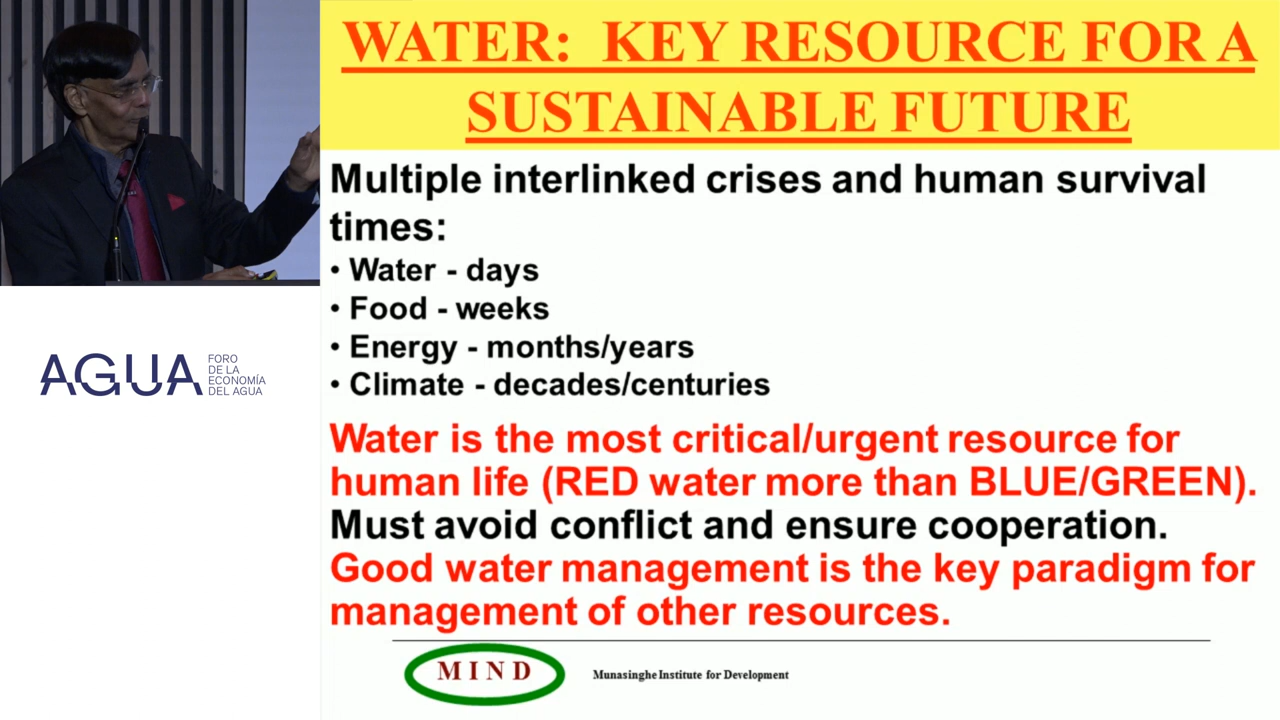 WATER: KEY RESOURCE FOR A
SUSTAINABLE FUTURE
Multiple interlinked crises and human survival
times:
• Water - days
• Food - weeks
• Energy - months/years
• Climate - decades/centuries
Water is the most critical/urgent resource for
human life (RED water more than BLUE/GREEN).
Must avoid conflict and ensure cooperation.
Good water management is the key paradigm for
management of other resources.
MIND
Munasinghe Institute for Development
AGUA
FORO
DE LA
ECONOMÍA
DEL AGUA